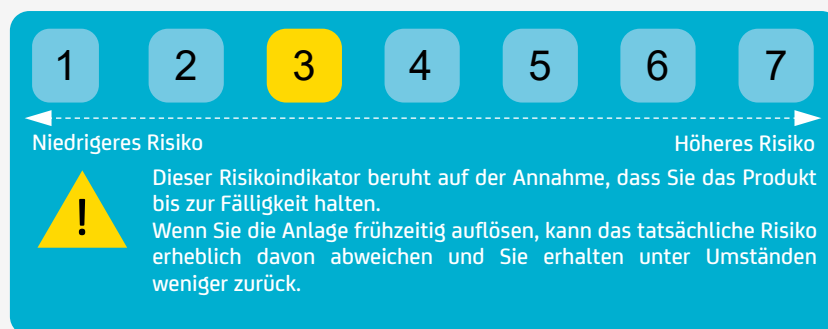 1 2 3 4 5 6 7
Niedrigeres Risiko Höheres Risiko
Dieser Risikoindikator beruht auf der Annahme, dass Sie das Produkt
bis zur Fälligkeit halten.
!
Wenn Sie die Anlage frühzeitig auflösen, kann das tatsächliche Risiko
erheblich davon abweichen und Sie erhalten unter Umständen
weniger zurück.